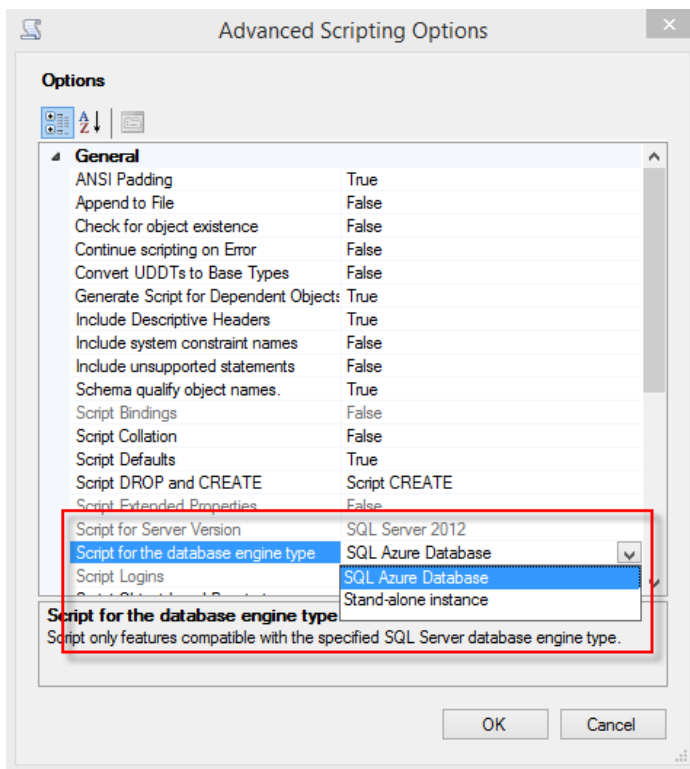 Advanced Scripting Options
Options
General
ANSI Padding True
Append to File False
Check for object existence False
Continue scripting on Error False
Convert UDDTs to Base Types False
Generate Script for Dependent Objects True
Include Descriptive Headers True
Include system constraint names False
Include unsupported statements False
Schema qualify object names. True
Script Bindings False
Script Collation False
Script Defaults True
Script DROP and CREATE Script CREATE
Script Extended Properties False
Script for Server Version SQL Server 2012
Script for the database engine type SQL Azure Database
Script Logins SQL Azure Database
Stand-alone instance
Script for the database engine type
Script only features compatible with the specified SQL Server database engine type.
OK Cancel